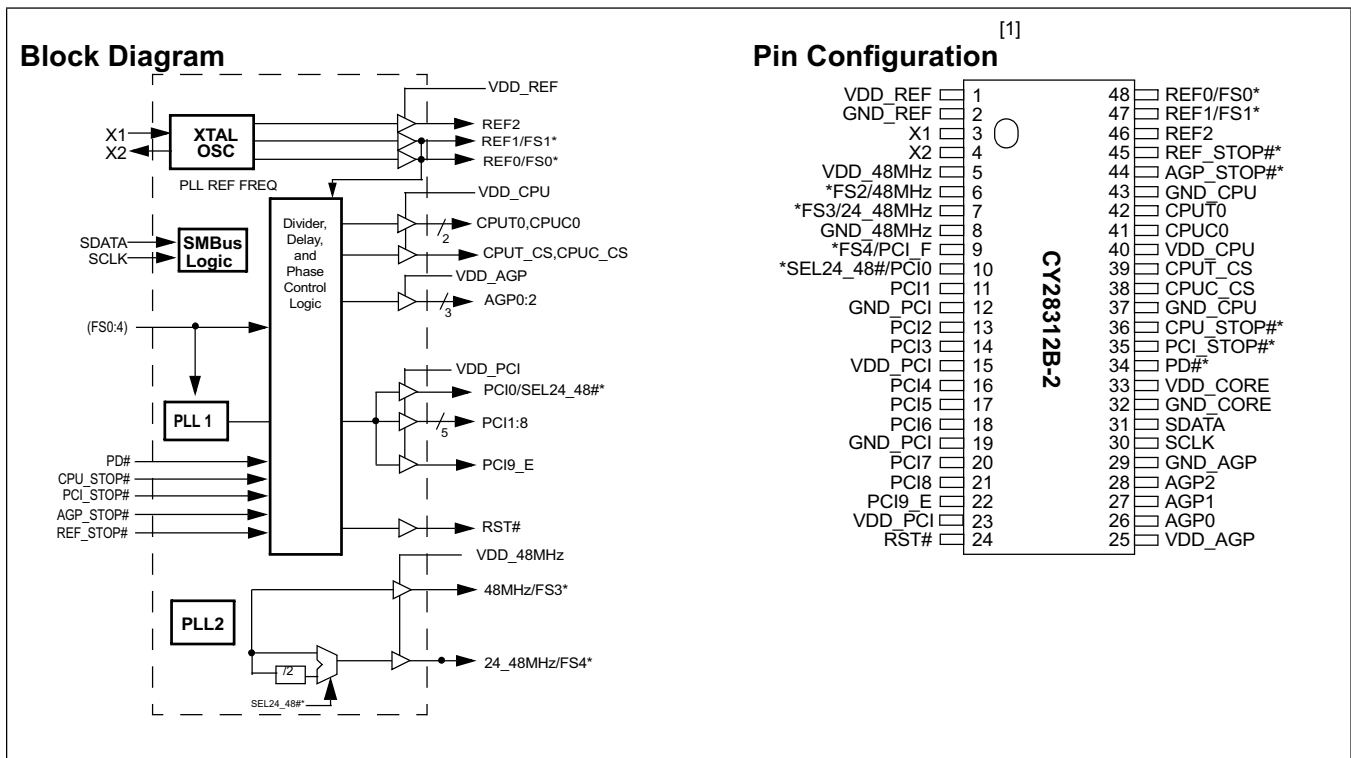 Block Diagram
VDD_REF
X1
X2
XTAL
OSC
REF2
REF1/FS1*
REF0/FS0*
PLL REF FREQ
VDD_CPU
Divider,
Delay,
and
Phase
Control
Logic
CPUT0,CPUC0
2
SDATA
SCLK
SMBus
Logic
CPUT_CS,CPUC_CS
VDD_AGP
AGP0:2
3
(FS0:4)
VDD_PCI
PCI0/SEL24_48#*
PLL 1
PCI1:8
5
PD#
CPU_STOP#
PCI_STOP#
AGP_STOP#
REF_STOP#
PCI9_E
RST#
VDD_48MHz
48MHz/FS3*
PLL2
/2
24_48MHz/FS4*
SEL24_48#*
[1]
Pin Configuration
VDD_REF 1
GND_REF 2
X1 3
X2 4
VDD_48MHz 5
*FS2/48MHz 6
*FS3/24_48MHz 7
GND_48MHz 8
*FS4/PCI_F 9
*SEL24_48#/PCI0 10
PCI1 11
GND_PCI 12
PCI2 13
PCI3 14
VDD_PCI 15
PCI4 16
PCI5 17
PCI6 18
GND_PCI 19
PCI7 20
PCI8 21
PCI9_E 22
VDD_PCI 23
RST# 24
CY28312B-2
48 REF0/FS0*
47 REF1/FS1*
46 REF2
45 REF_STOP#*
44 AGP_STOP#*
43 GND_CPU
42 CPUT0
41 CPUC0
40 VDD_CPU
39 CPUT_CS
38 CPUC_CS
37 GND_CPU
36 CPU_STOP#*
35 PCI_STOP#*
34 PD#*
33 VDD_CORE
32 GND_CORE
31 SDATA
30 SCLK
29 GND_AGP
28 AGP2
27 AGP1
26 AGP0
25 VDD_AGP